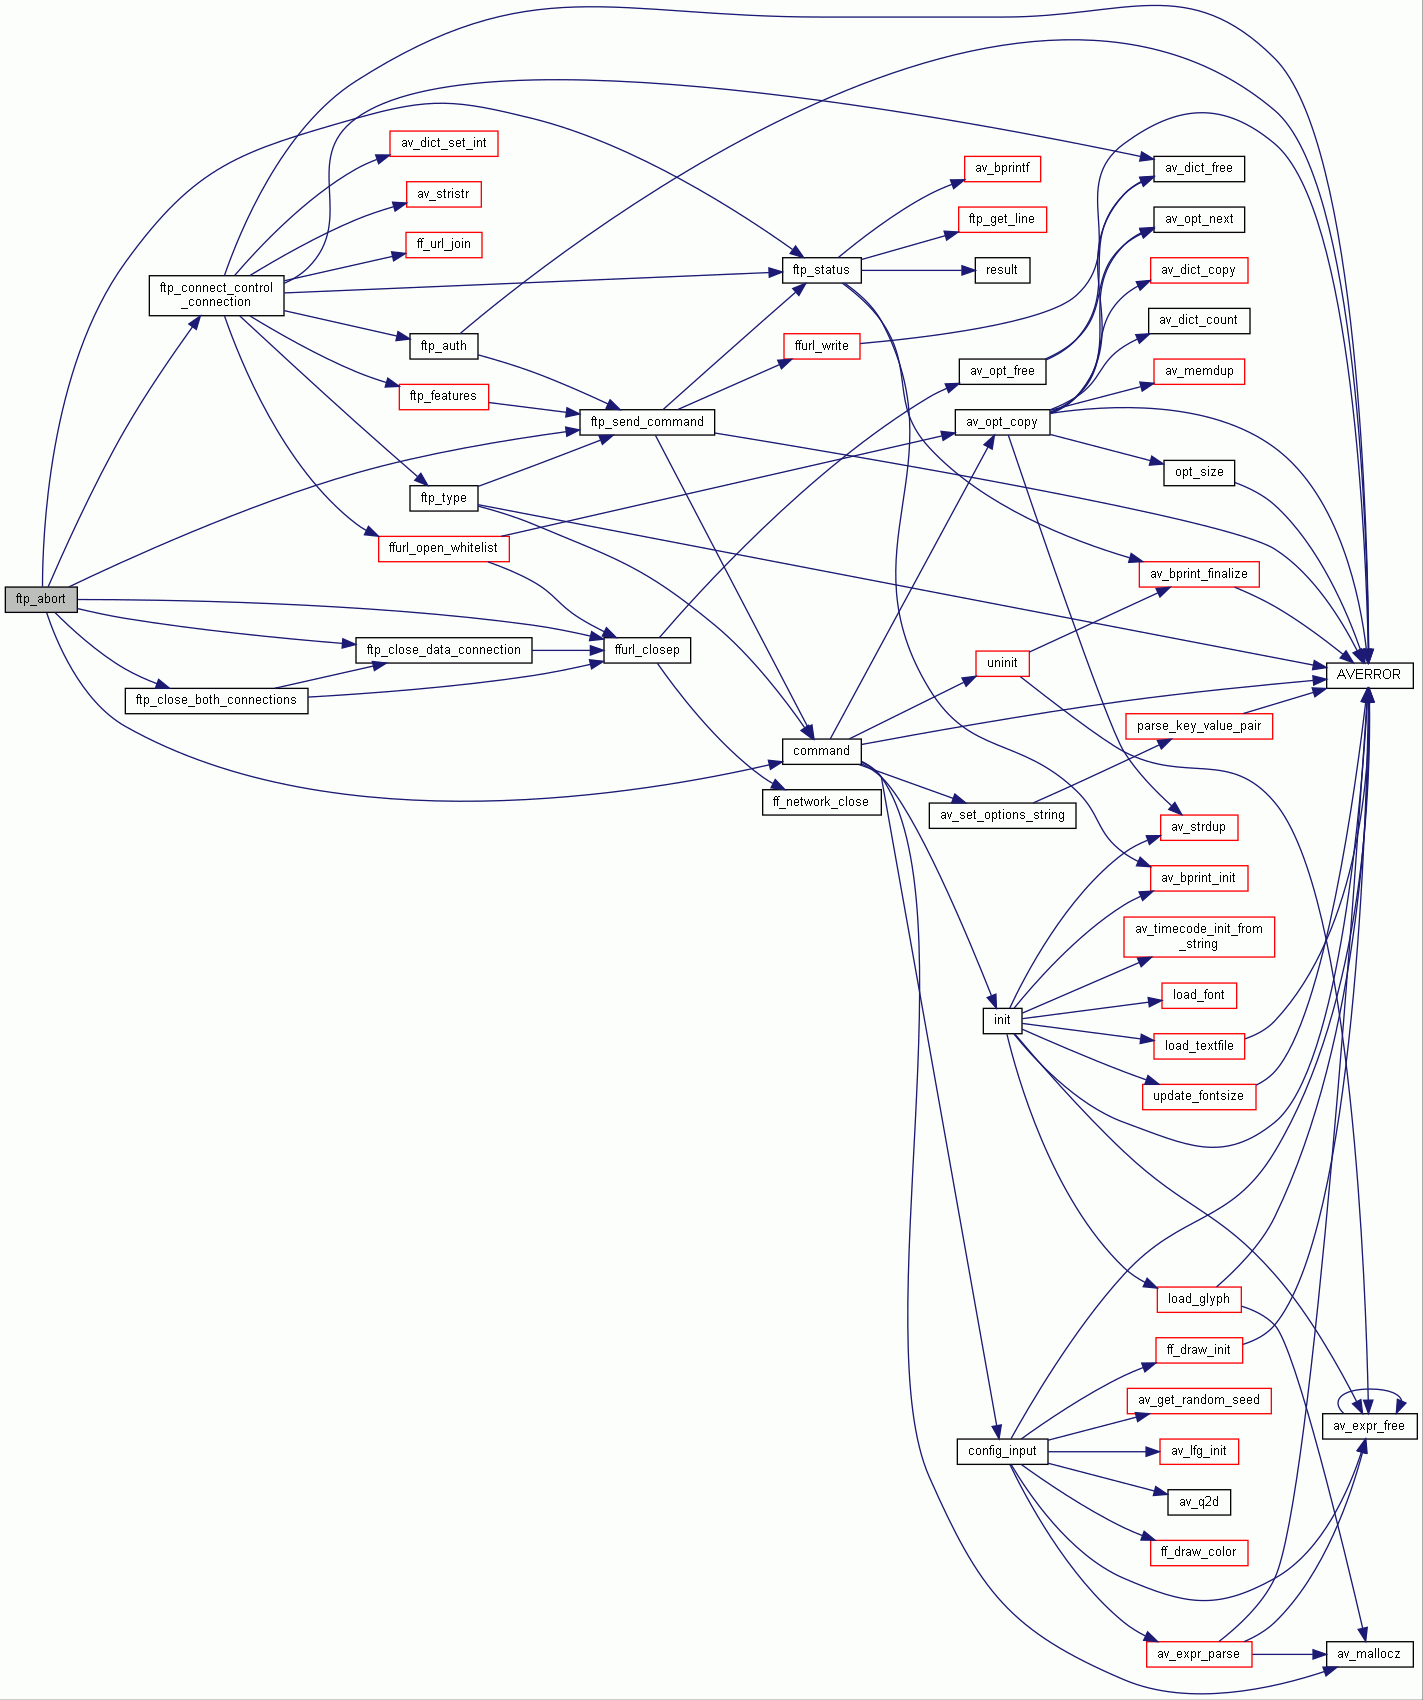 av_dict_set_int
av_stristr
ff_url_join
ftp_connect_control
_connection
ftp_auth
ftp_features
ftp_type
ffurl_open_whitelist
ftp_abort
ftp_close_data_connection
ftp_close_both_connections
ftp_send_command
ffurl_closep
ftp_status
ffurl_write
command
ff_network_close
av_bprintf
ftp_get_line
result
av_opt_free
av_opt_copy
uninit
av_set_options_string
init
config_input
av_dict_free
av_opt_next
av_dict_copy
av_dict_count
av_memdup
opt_size
av_bprint_finalize
parse_key_value_pair
av_strdup
av_bprint_init
av_timecode_init_from
_string
load_font
load_textfile
update_fontsize
load_glyph
ff_draw_init
av_get_random_seed
av_lfg_init
av_q2d
ff_draw_color
av_expr_parse
AVERROR
av_expr_free
av_mallocz